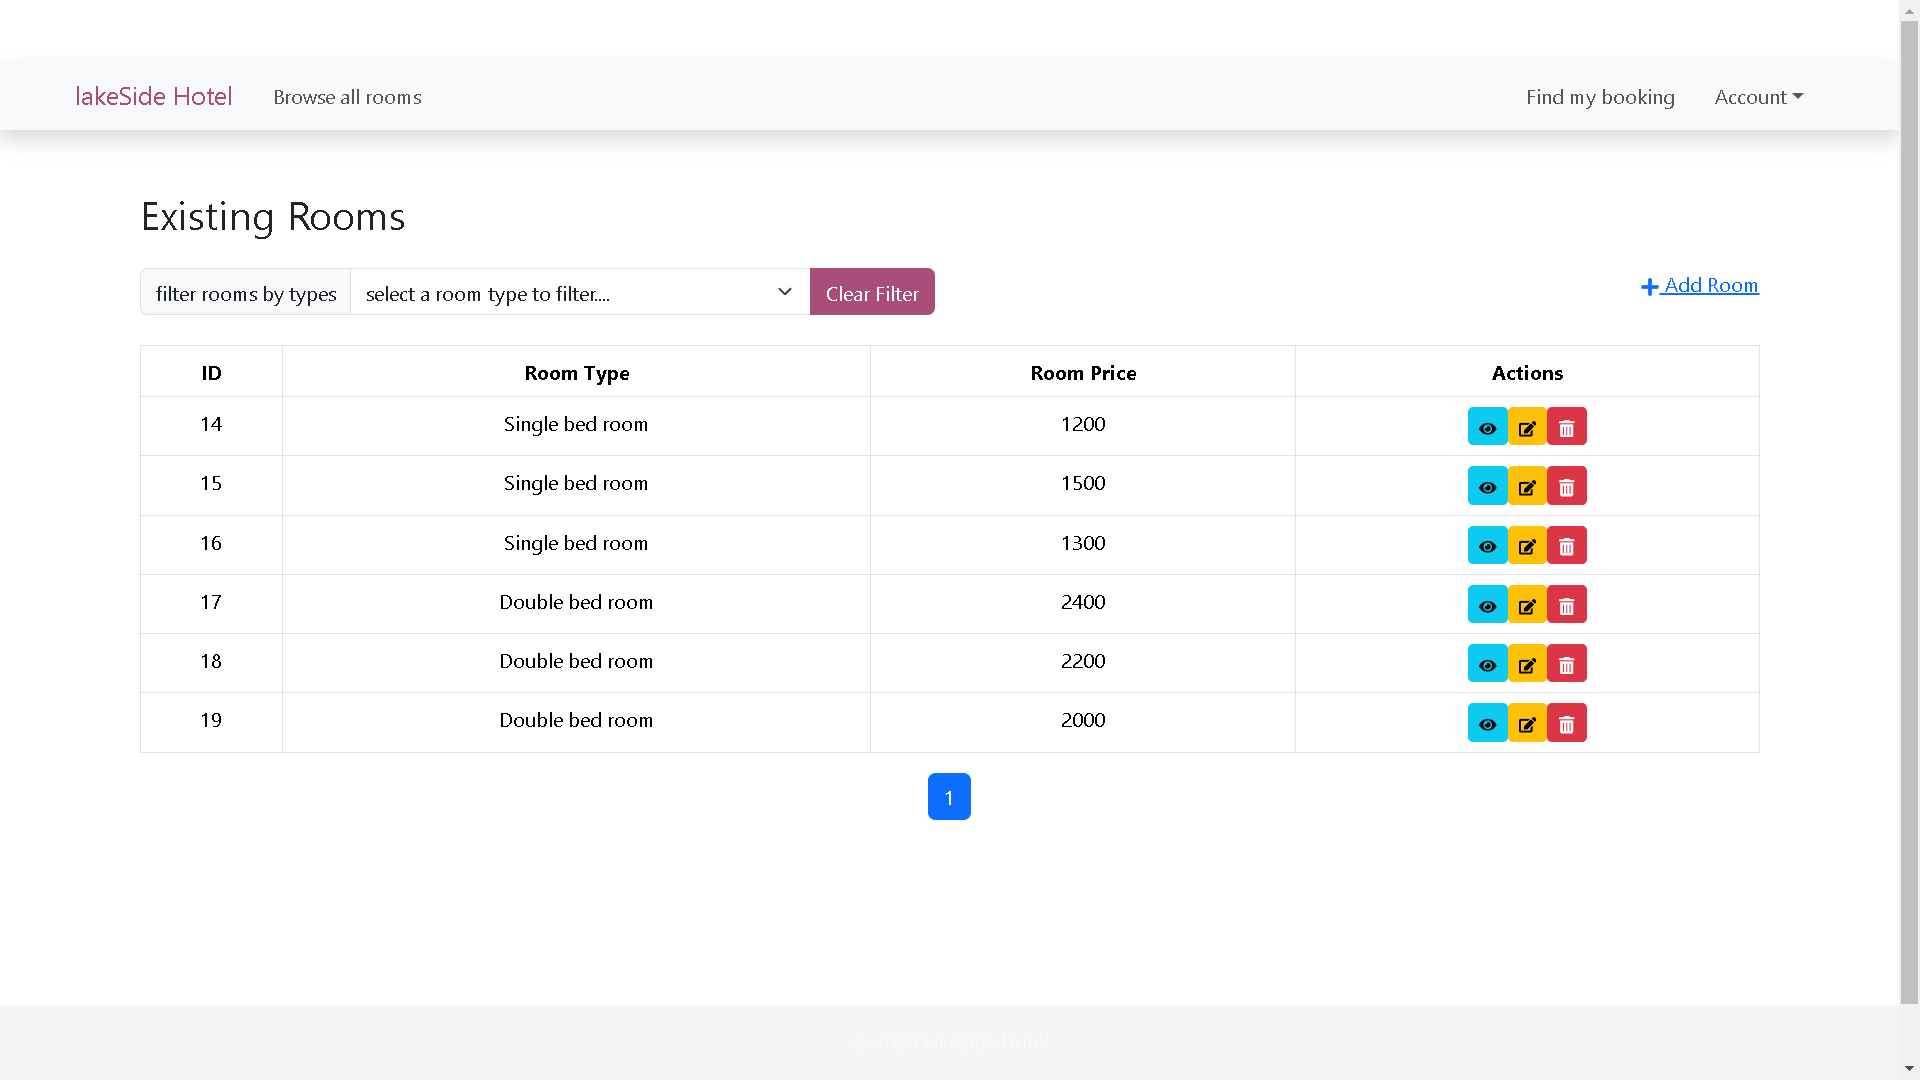 lakeSide Hotel Browse all rooms Find my booking Account
Existing Rooms
filter rooms by types select a room type to filter.... Clear Filter Add Room
ID Room Type Room Price Actions
14 Single bed room 1200
15 Single bed room 1500
16 Single bed room 1300
17 Double bed room 2400
18 Double bed room 2200
19 Double bed room 2000
1
© 2024 lakeSide Hotel